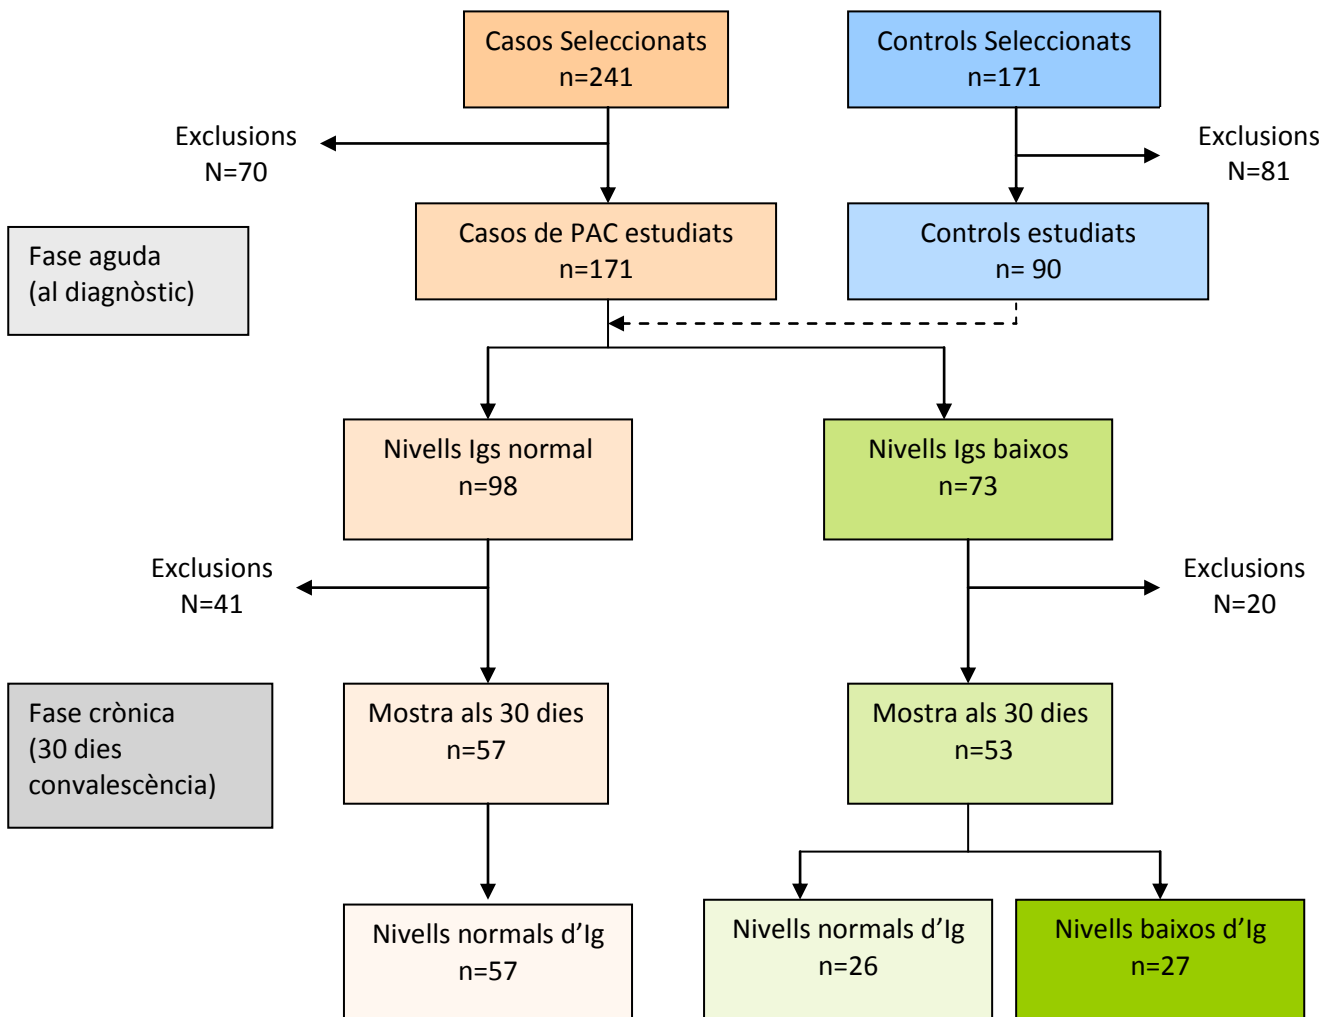 Casos Seleccionats
n=241
Controls Seleccionats
n=171
Exclusions
N=70
Exclusions
N=81
Fase aguda
(al diagnòstic)
Casos de PAC estudiats
n=171
Controls estudiats
n= 90
Nivells Igs normal
n=98
Nivells Igs baixos
n=73
Exclusions
N=41
Exclusions
N=20
Fase crònica
(30 dies
convalescència)
Mostra als 30 dies
n=57
Mostra als 30 dies
n=53
Nivells normals d’Ig
n=57
Nivells normals d’Ig
n=26
Nivells baixos d’Ig
n=27